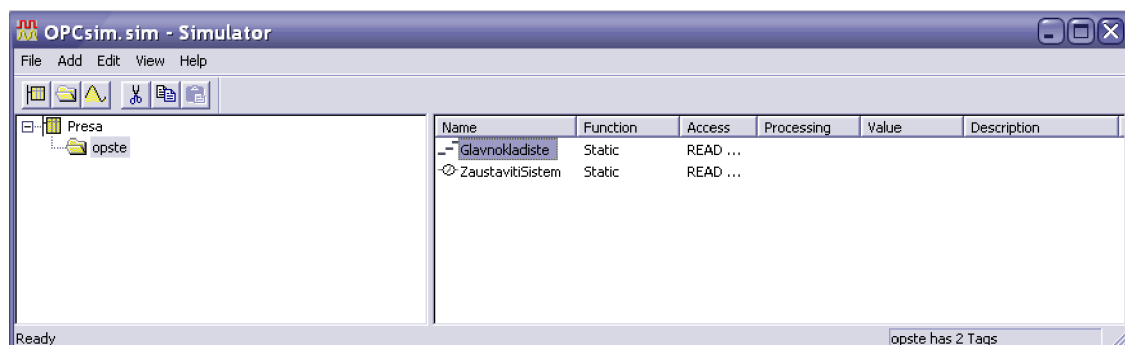 OPCsim.sim - Simulator
File Add Edit View Help
Presa
opste
Name Function Access Processing Value Description
Glavnokladiste Static READ ...
ZaustavitiSistem Static READ ...
Ready opste has 2 Tags